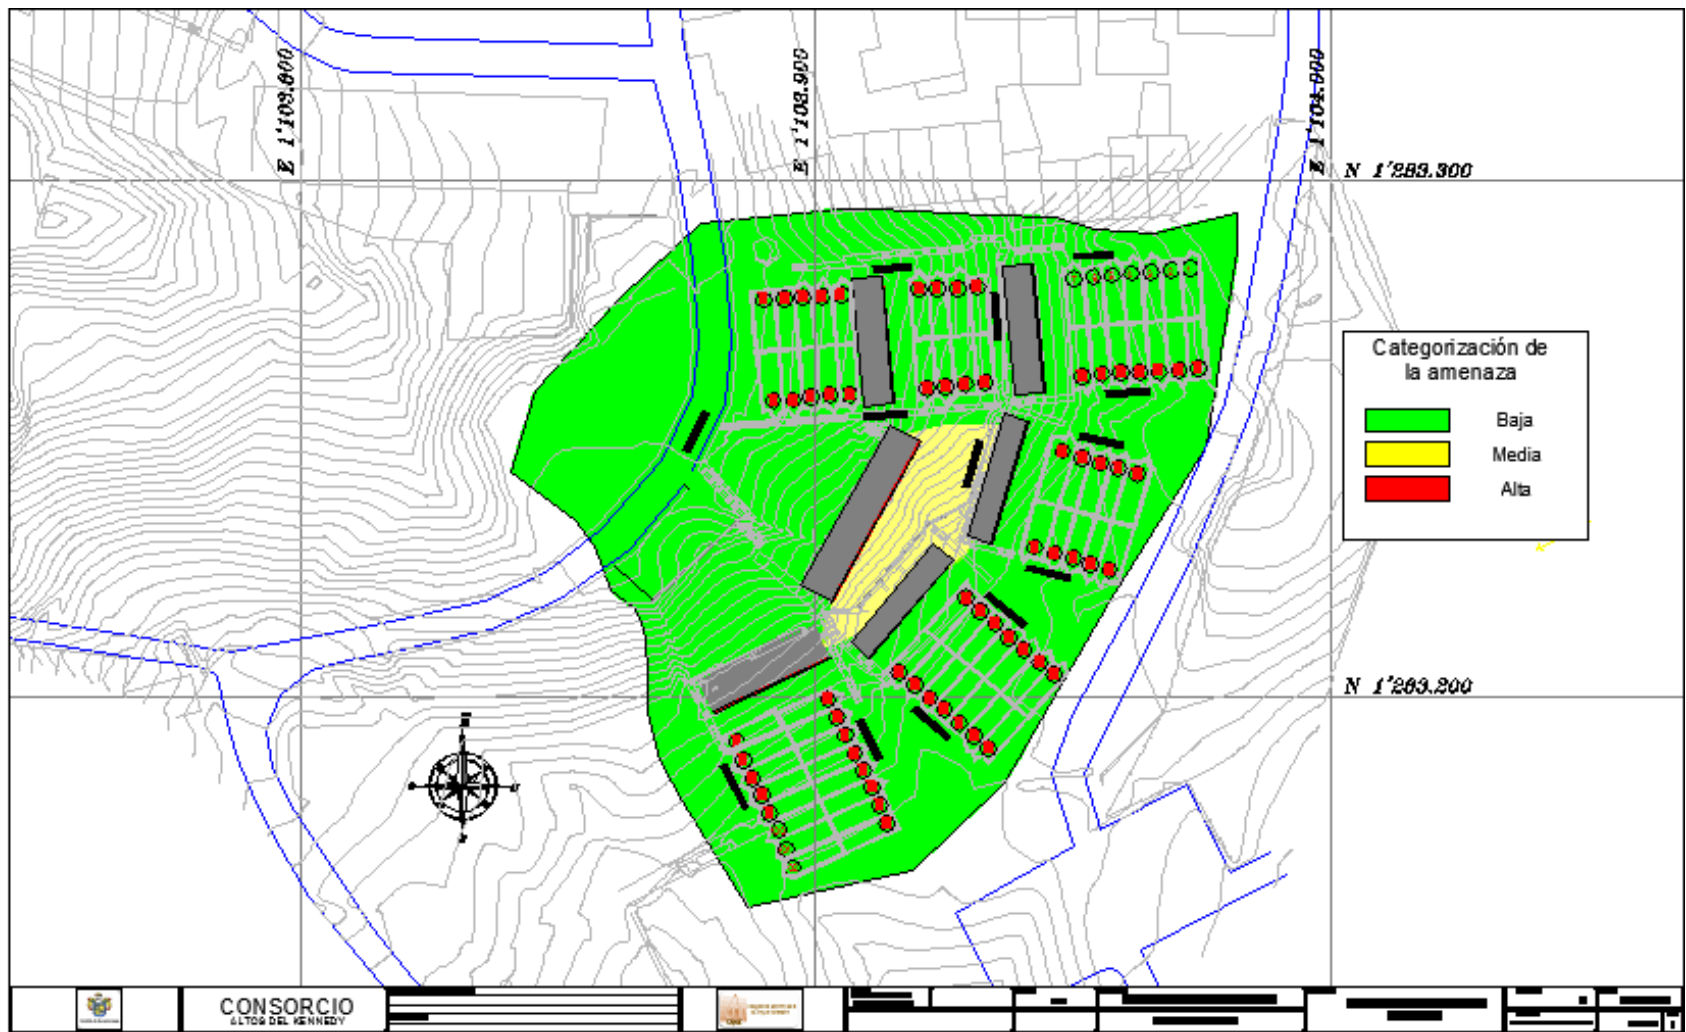 E 1'103.800
E 1'103.900
E 1'104.000
N 1'283.300
Categorización de
la amenaza
Baja
Media
Alta
N 1'283.200
CONSORCIO
ALTOS DEL KENNEDY